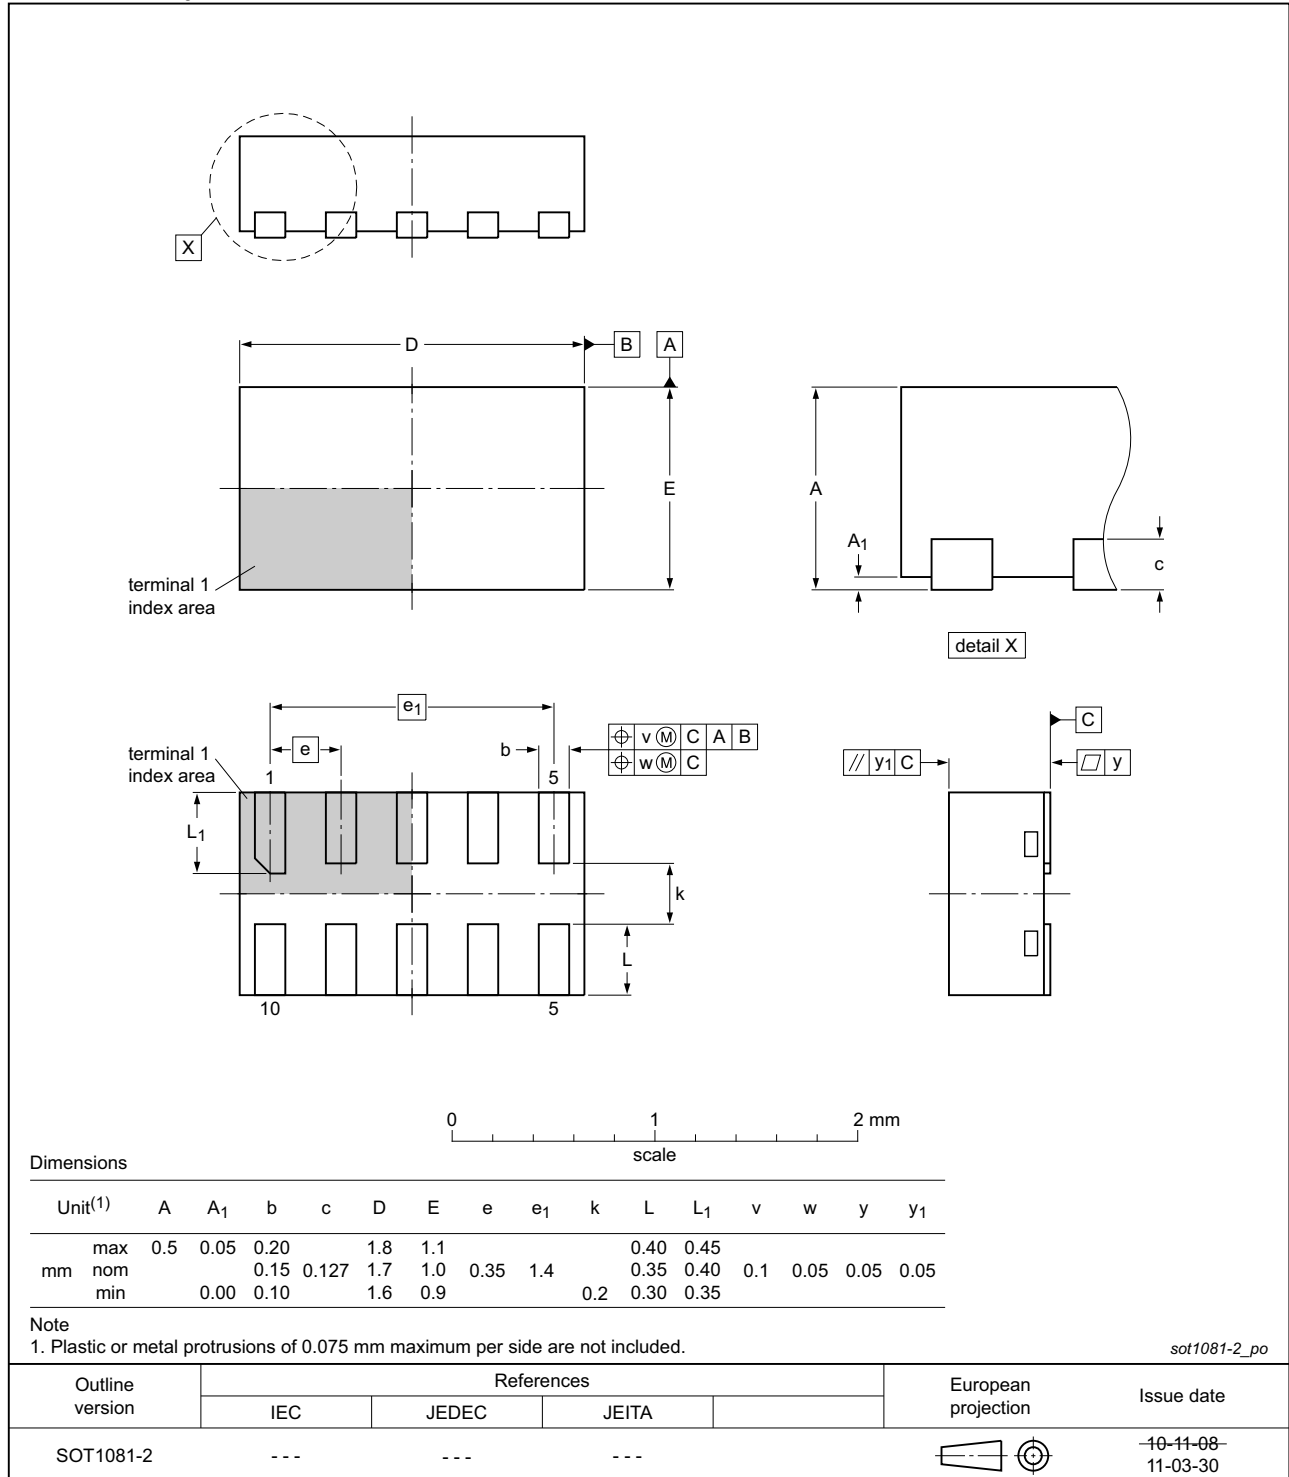 X
D
B
A
E
terminal 1
index area
A
A1
c
detail X
e1
e
b
v M C A B
w M C
terminal 1
index area
1
5
L1
k
L
10
5
C
// y1 C
y
0 1 2 mm
scale
Dimensions
Unit(1) A A1 b c D E e e1 k L L1 v w y y1
max 0.5 0.05 0.20 1.8 1.1 0.40 0.45
mm nom 0.15 0.127 1.7 1.0 0.35 1.4 0.35 0.40 0.1 0.05 0.05 0.05
min 0.00 0.10 1.6 0.9 0.2 0.30 0.35
Note
1. Plastic or metal protrusions of 0.075 mm maximum per side are not included.
sot1081-2_po
Outline version
References
IEC JEDEC JEITA
European projection
Issue date
SOT1081-2 - - - - - - - - -
10-11-08
11-03-30